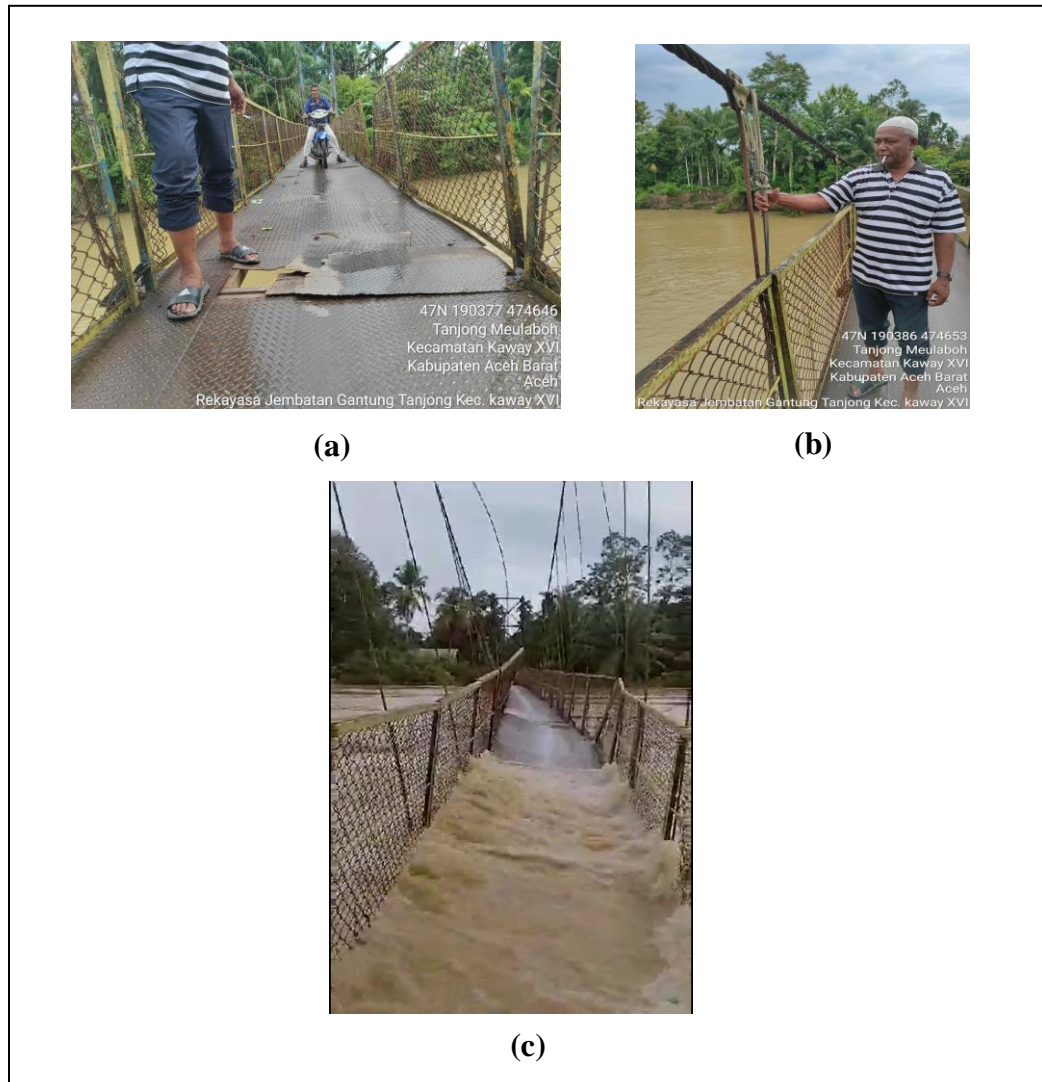 47N 190377 474646
Tanjong Meulaboh
Kecamatan Kaway XVI
Kabupaten Aceh Barat
Aceh
Rekayasa Jembatan Gantung Tanjong Kec. kaway XVI
(a)
47N 190386 474653
Tanjong Meulaboh
Kecamatan Kaway XVI
Kabupaten Aceh Barat
Aceh
Rekayasa Jembatan Gantung Tanjong Kec. kaway XVI
(b)
(c)